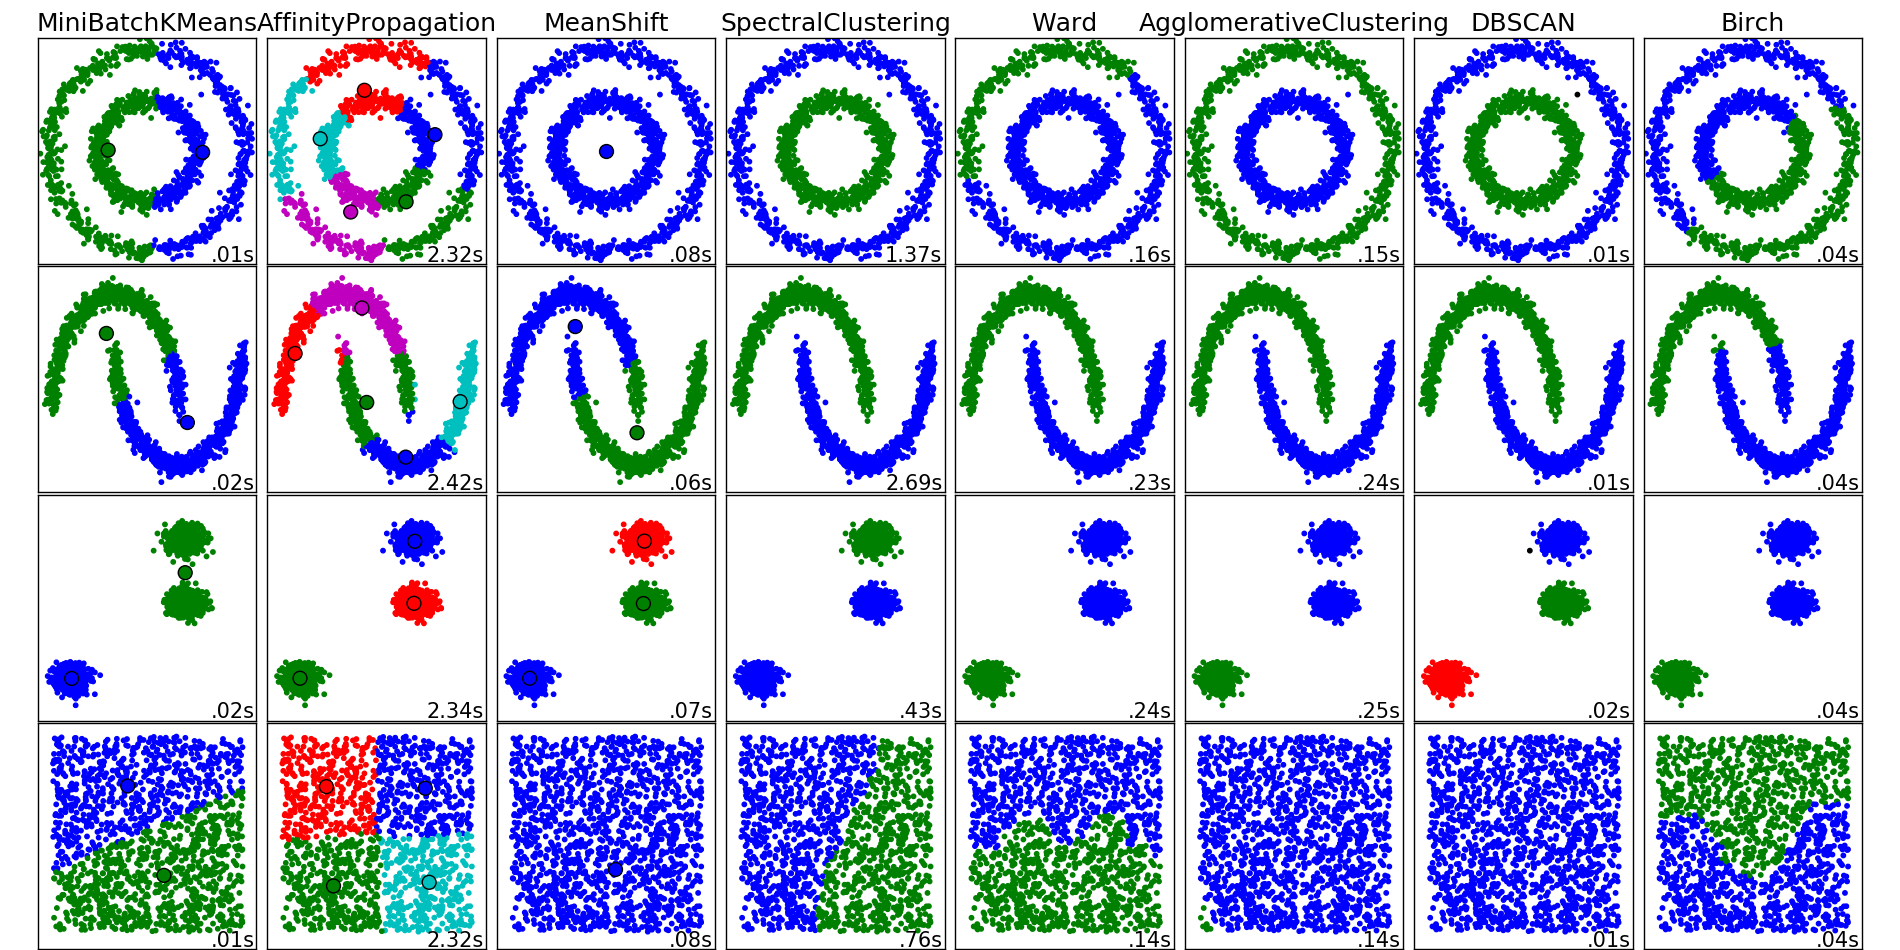 MiniBatchKMeans AffinityPropagation MeanShift SpectralClustering Ward AgglomerativeClustering DBSCAN Birch
.01s 2.32s .08s 1.37s .16s .15s .01s .04s
.02s 2.42s .06s 2.69s .23s .24s .01s .04s
.02s 2.34s .07s .43s .24s .25s .02s .04s
.01s 2.32s .08s .76s .14s .14s .01s .04s